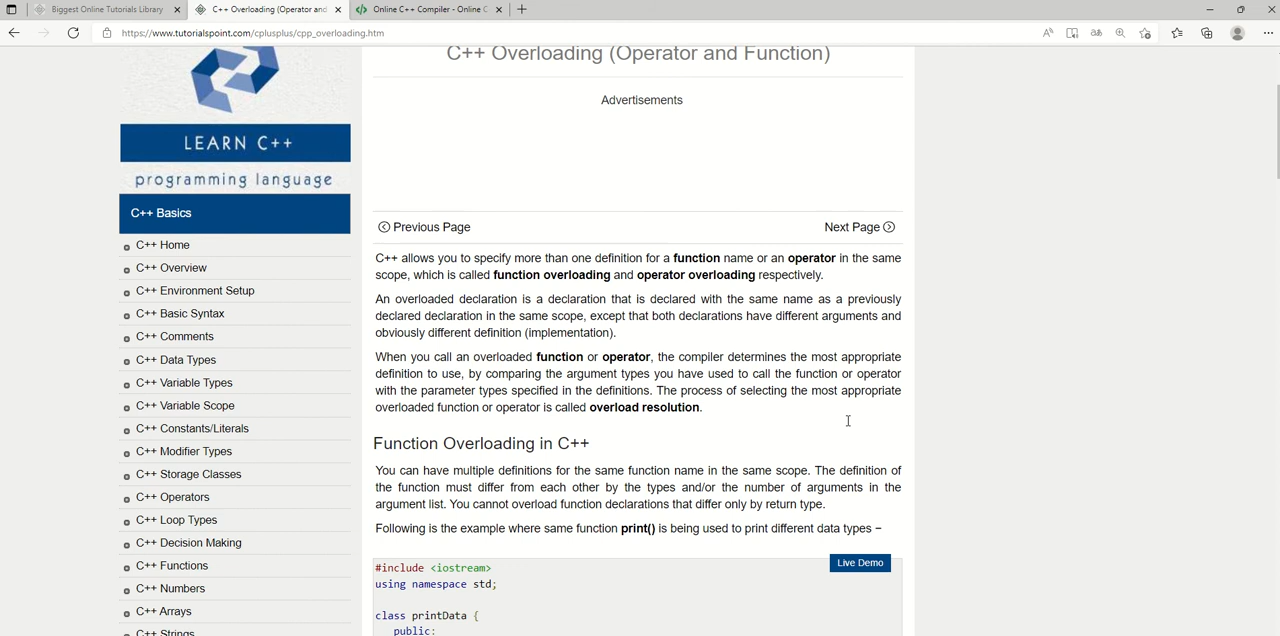 Biggest Online Tutorials Library
C++ Overloading (Operator and
Online C++ Compiler - Online C
https://www.tutorialspoint.com/cplusplus/cpp_overloading.htm
C++ Overloading (Operator and Function)
Advertisements
LEARN C++
programming language
C++ Basics
C++ Home
C++ Overview
C++ Environment Setup
C++ Basic Syntax
C++ Comments
C++ Data Types
C++ Variable Types
C++ Variable Scope
C++ Constants/Literals
C++ Modifier Types
C++ Storage Classes
C++ Operators
C++ Loop Types
C++ Decision Making
C++ Functions
C++ Numbers
C++ Arrays
C++ Strings
Previous Page
Next Page
C++ allows you to specify more than one definition for a function name or an operator in the same
scope, which is called function overloading and operator overloading respectively.
An overloaded declaration is a declaration that is declared with the same name as a previously
declared declaration in the same scope, except that both declarations have different arguments and
obviously different definition (implementation).
When you call an overloaded function or operator, the compiler determines the most appropriate
definition to use, by comparing the argument types you have used to call the function or operator
with the parameter types specified in the definitions. The process of selecting the most appropriate
overloaded function or operator is called overload resolution.
Function Overloading in C++
You can have multiple definitions for the same function name in the same scope. The definition of
the function must differ from each other by the types and/or the number of arguments in the
argument list. You cannot overload function declarations that differ only by return type.
Following is the example where same function print() is being used to print different data types −
Live Demo
#include <iostream>
using namespace std;
class printData {
public: